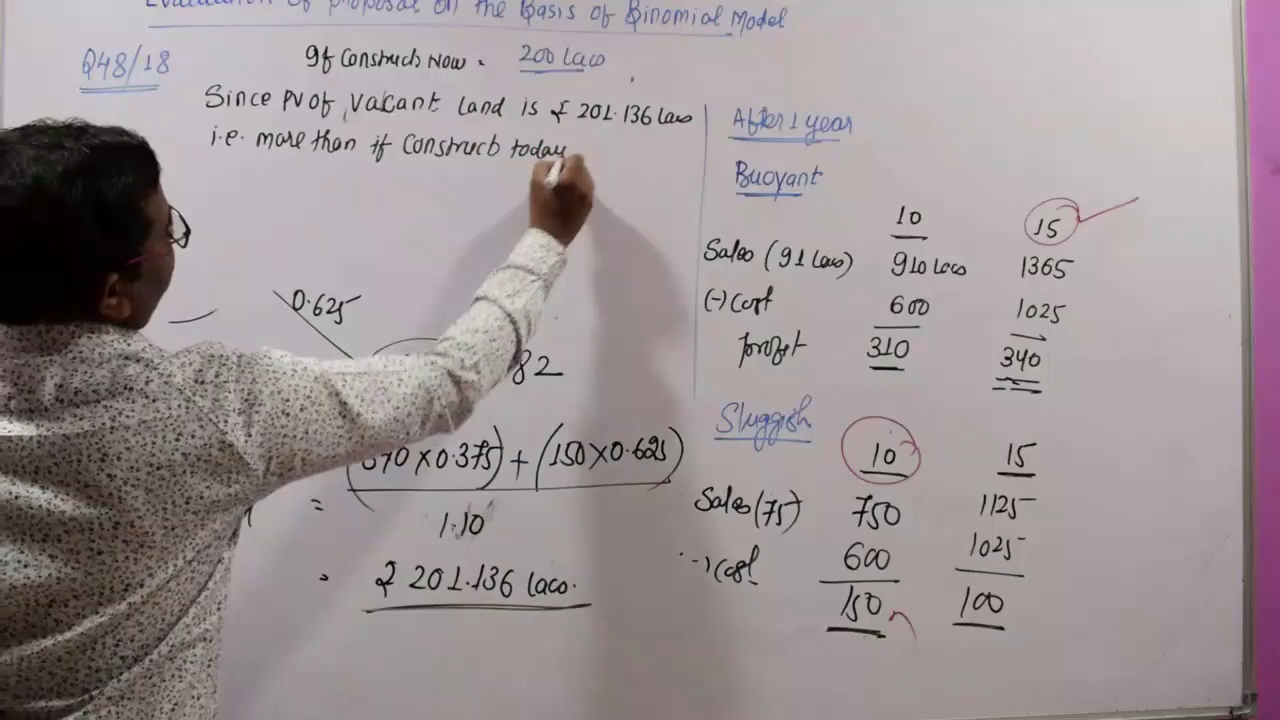 Evaluation of proposal on the Basis of Binomial Model
Q48/18
If Construct Now = 200 Lacs
Since PV of Vacant Land is ₹ 201.136 Lacs
i.e. more than if Construct today
0.625
82
× 0.375) + (150 × 0.625)
=
1.10
= ₹ 201.136 Lacs.
After 1 year
Buoyant
10 15
Sales (91 Lacs) 910 Lacs 1365
(-) Cost 600 1025
profit 310 340
Sluggish
10 15
Sales (75) 750 1125
(-) Cost 600 1025
150 100